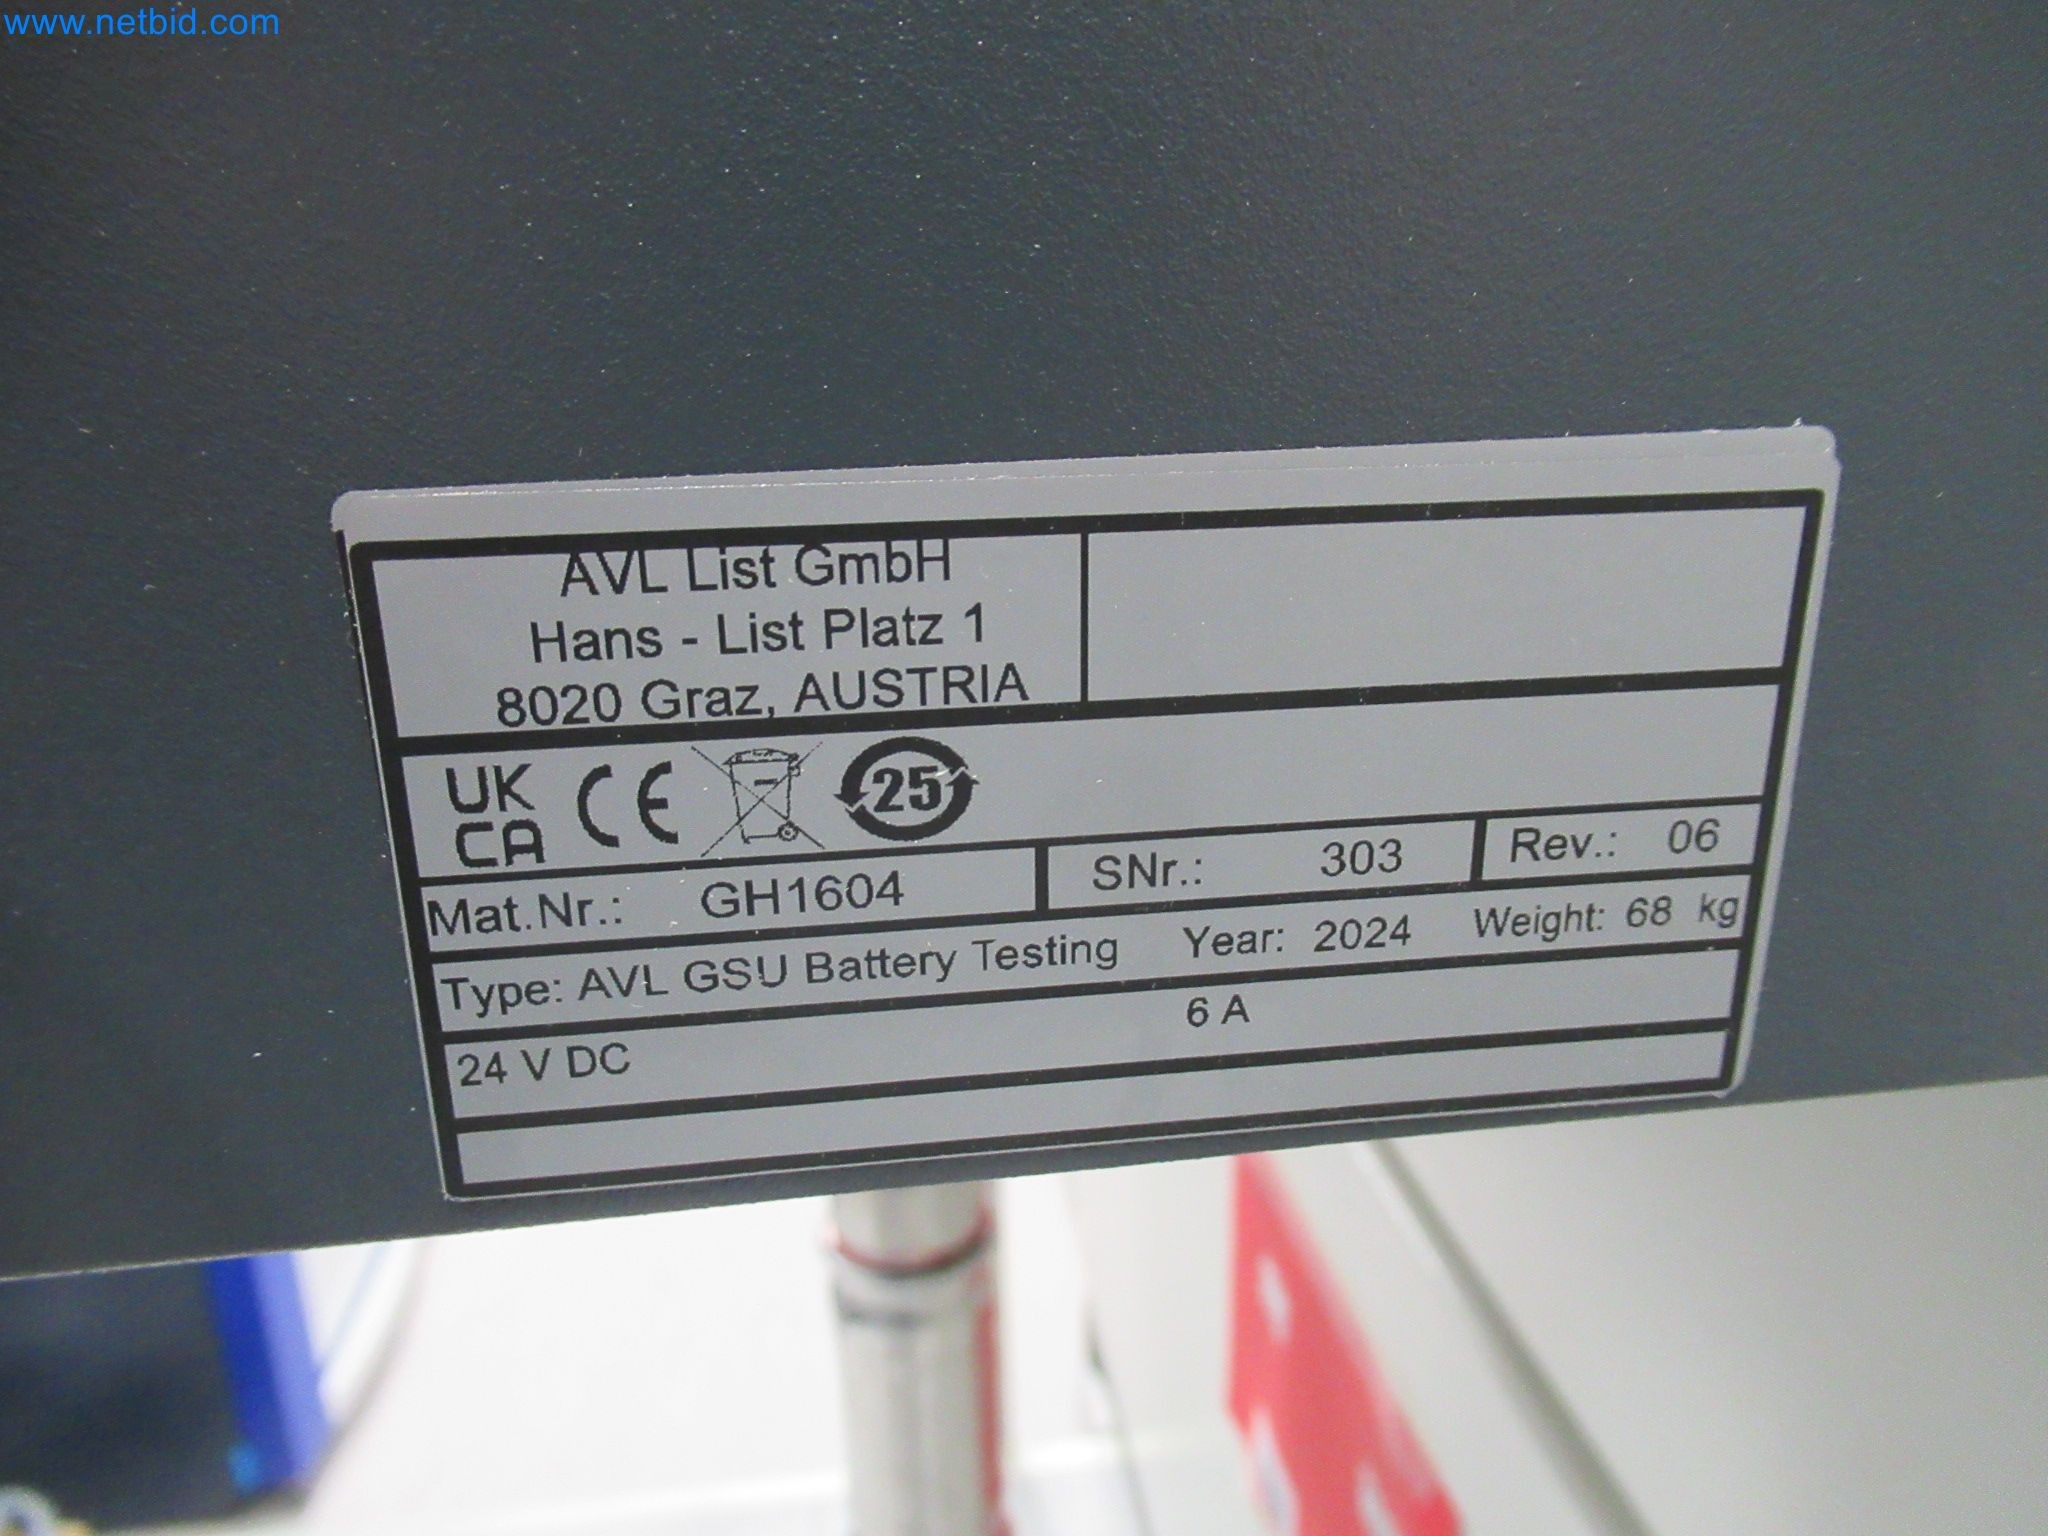 www.netbid.com
AVL List GmbH
Hans - List Platz 1
8020 Graz, AUSTRIA
UK
CA CE 25
Mat.Nr.: GH1604 SNr.: 303 Rev.: 06
Type: AVL GSU Battery Testing Year: 2024 Weight: 68 kg
24 V DC 6 A